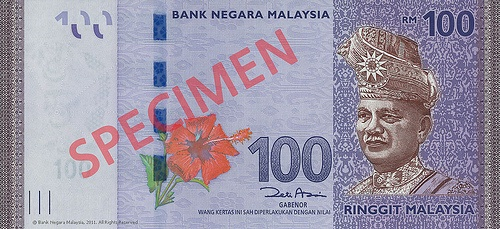 BANK NEGARA MALAYSIA
RM 100
SPECIMEN
100
100
GABENOR
WANG KERTAS INI SAH DIPERLAKUKAN DENGAN NILAI
RINGGIT MALAYSIA
© Bank Negara Malaysia, 2011. All Rights Reserved